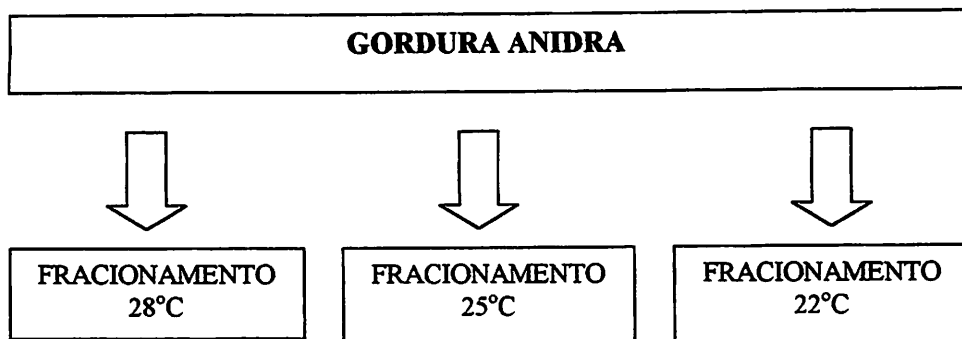 GORDURA ANIDRA
FRACIONAMENTO
28°C
FRACIONAMENTO
25°C
FRACIONAMENTO
22°C